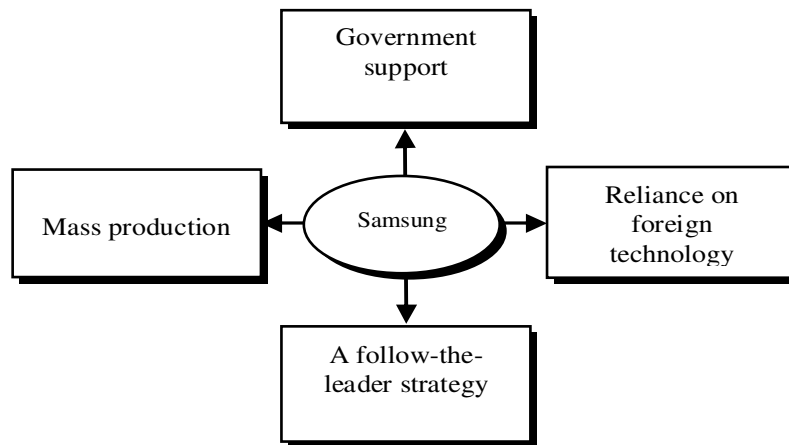 Government
support
Mass production
Samsung
Reliance on
foreign
technology
A follow-the-
leader strategy